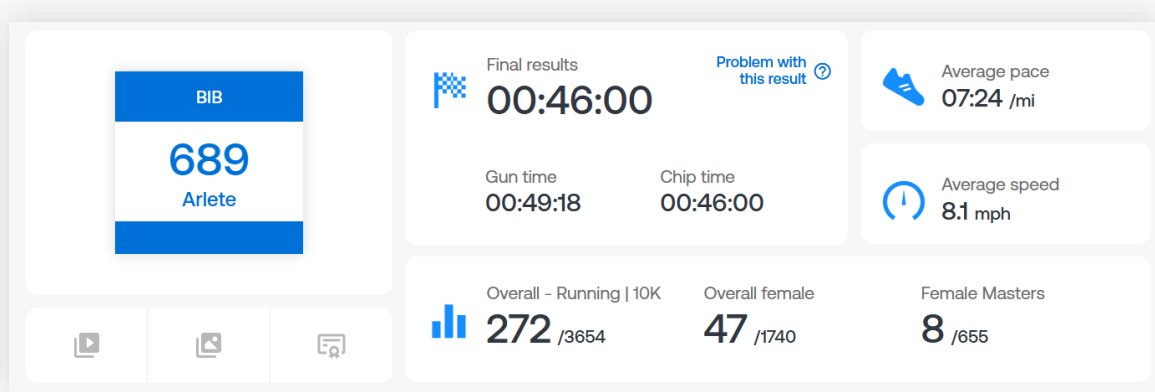 BIB
689
Arlete
Final results
00:46:00
Problem with
this result
?
Gun time
00:49:18
Chip time
00:46:00
Average pace
07:24 /mi
Average speed
8.1 mph
Overall - Running | 10K
272 /3654
Overall female
47 /1740
Female Masters
8 /655